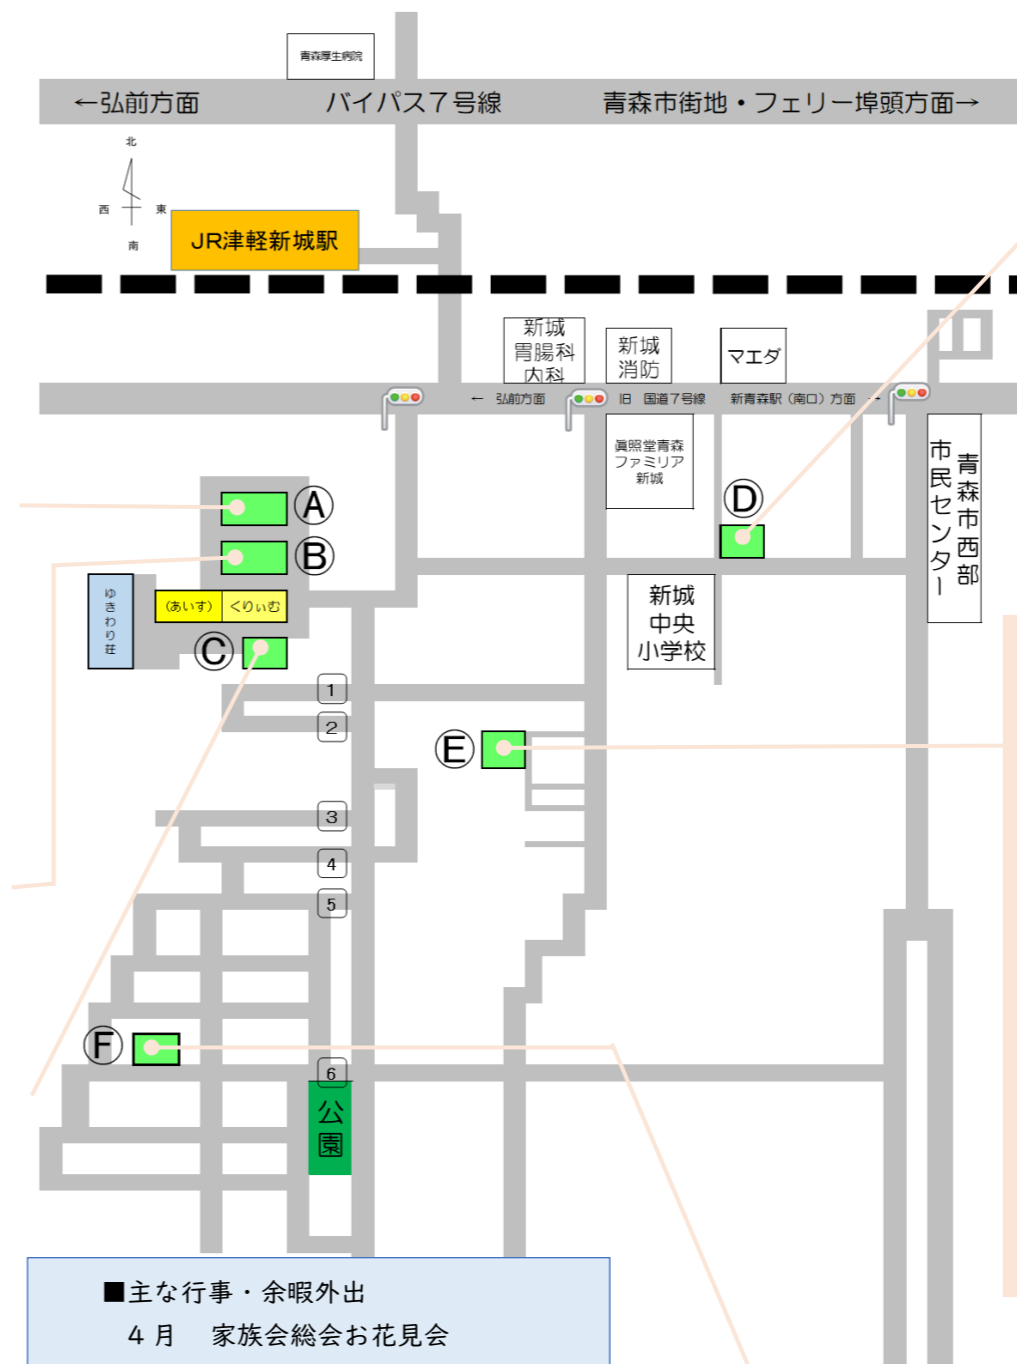 青森厚生病院
←弘前方面
バイパス７号線
青森市街地・フェリー埠頭方面→
北
西
東
南
JR津軽新城駅
新城
胃腸科
内科
新城
消防
マエダ
← 弘前方面
旧 国道７号線
新青森駅（南口）方面 →
眞照堂青森
ファミリア
新城
青森市西部
市民センター
Ⓐ
Ⓑ
Ⓓ
ゆきわり荘
(あいす)
くりぃむ
Ⓒ
新城
中央
小学校
1
2
Ⓔ
3
4
5
Ⓕ
6
公園
■主な行事・余暇外出
４月 家族会総会お花見会